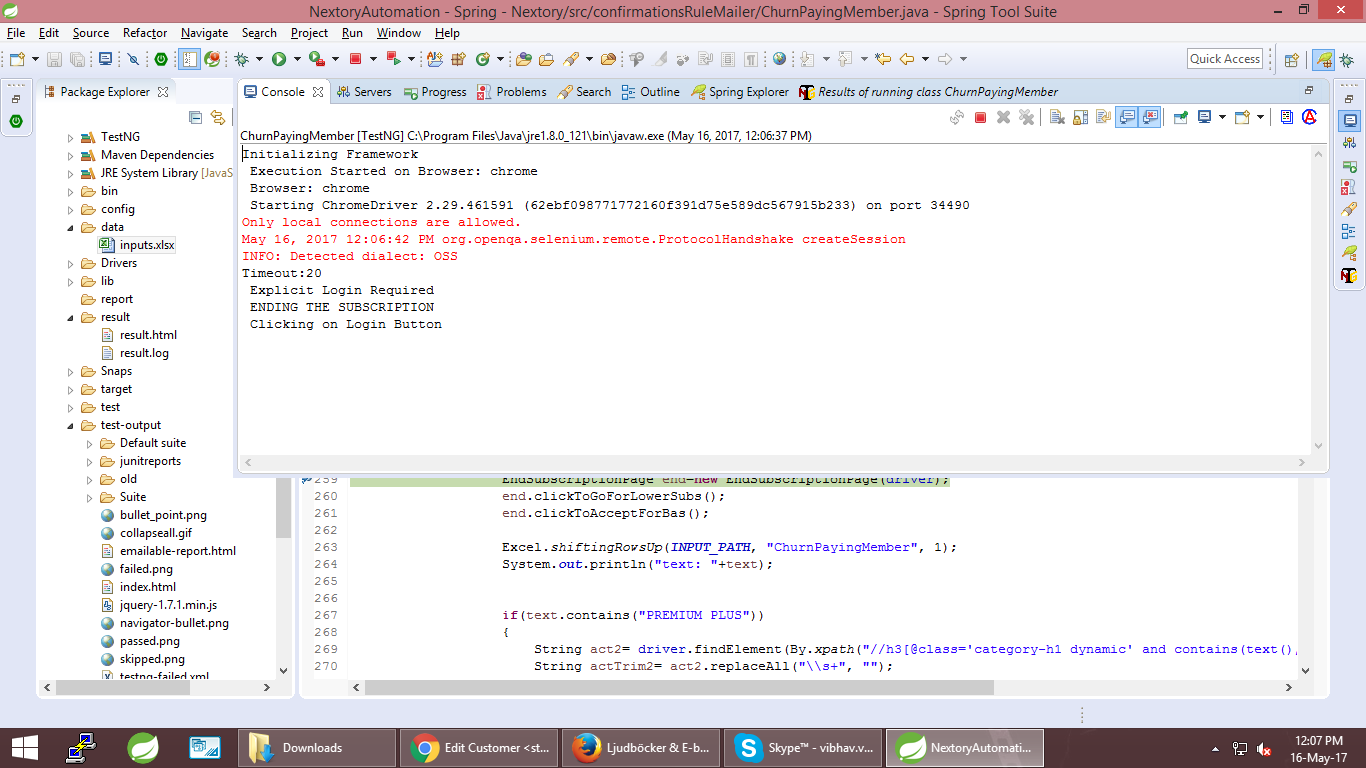 NextoryAutomation - Spring - Nextory/src/confirmationsRuleMailer/ChurnPayingMember.java - Spring Tool Suite
File Edit Source Refactor Navigate Search Project Run Window Help
Quick Access
Package Explorer
Console Servers Progress Problems Search Outline Spring Explorer Results of running class ChurnPayingMember
TestNG
Maven Dependencies
JRE System Library [JavaS
bin
config
data
inputs.xlsx
Drivers
lib
report
result
result.html
result.log
Snaps
target
test
test-output
Default suite
junitreports
old
Suite
bullet_point.png
collapseall.gif
emailable-report.html
failed.png
index.html
jquery-1.7.1.min.js
navigator-bullet.png
passed.png
skipped.png
testng-failed.xml
ChurnPayingMember [TestNG] C:\Program Files\Java\jre1.8.0_121\bin\javaw.exe (May 16, 2017, 12:06:37 PM)
Initializing Framework
Execution Started on Browser: chrome
Browser: chrome
Starting ChromeDriver 2.29.461591 (62ebf098771772160f391d75e589dc567915b233) on port 34490
Only local connections are allowed.
May 16, 2017 12:06:42 PM org.openqa.selenium.remote.ProtocolHandshake createSession
INFO: Detected dialect: OSS
Timeout:20
Explicit Login Required
ENDING THE SUBSCRIPTION
Clicking on Login Button
259 EndSubscriptionPage end=new EndSubscriptionPage(driver);
260 end.clickToGoForLowerSubs();
261 end.clickToAcceptForBas();
262
263 Excel.shiftingRowsUp(INPUT_PATH, "ChurnPayingMember", 1);
264 System.out.println("text: "+text);
265
266
267 if(text.contains("PREMIUM PLUS"))
268 {
269 String act2= driver.findElement(By.xpath("//h3[@class='category-h1 dynamic' and contains(text(),
270 String actTrim2= act2.replaceAll("\\s+", "");
Downloads
Edit Customer <st...
Ljudböcker & E-b...
Skype™ - vibhav.v...
NextoryAutomati...
12:07 PM
16-May-17